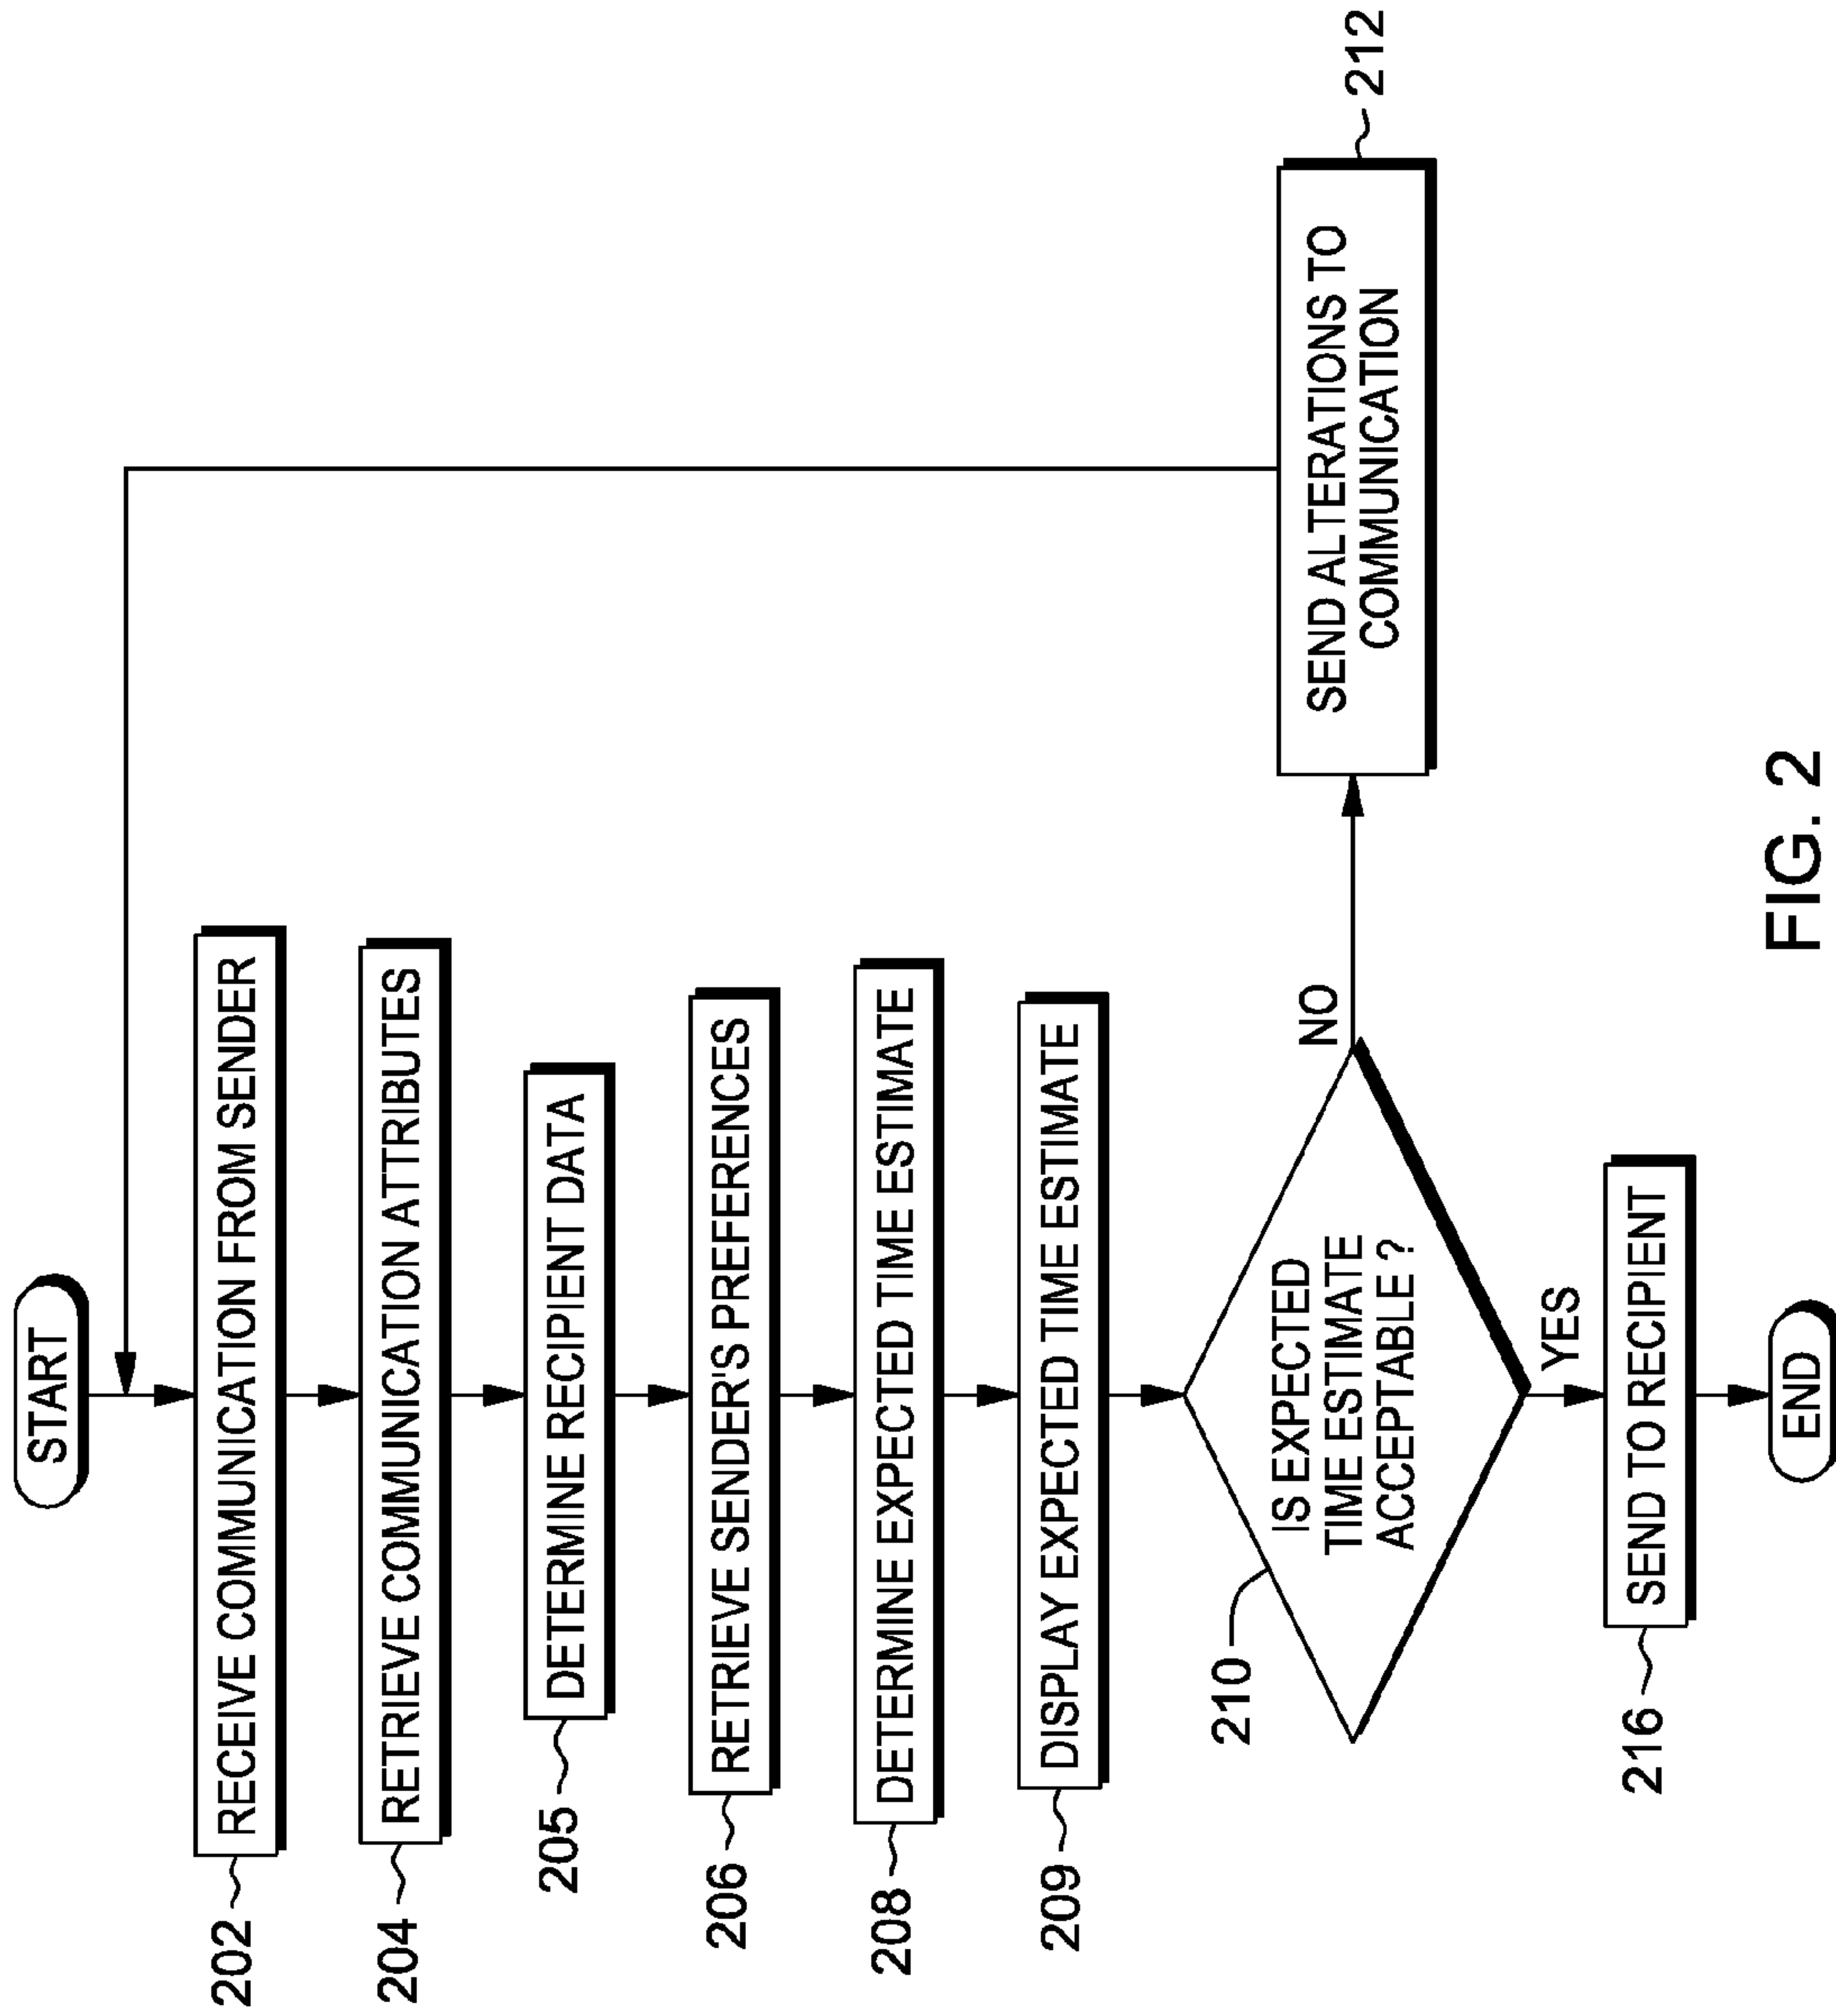 START
202
RECEIVE COMMUNICATION FROM SENDER
204
RETRIEVE COMMUNICATION ATTRIBUTES
205
DETERMINE RECIPIENT DATA
206
RETRIEVE SENDER'S PREFERENCES
208
DETERMINE EXPECTED TIME ESTIMATE
209
DISPLAY EXPECTED TIME ESTIMATE
210
IS EXPECTED
TIME ESTIMATE
ACCEPTABLE ?
NO
SEND ALTERATIONS TO
COMMUNICATION
212
YES
216
SEND TO RECIPIENT
END
FIG. 2